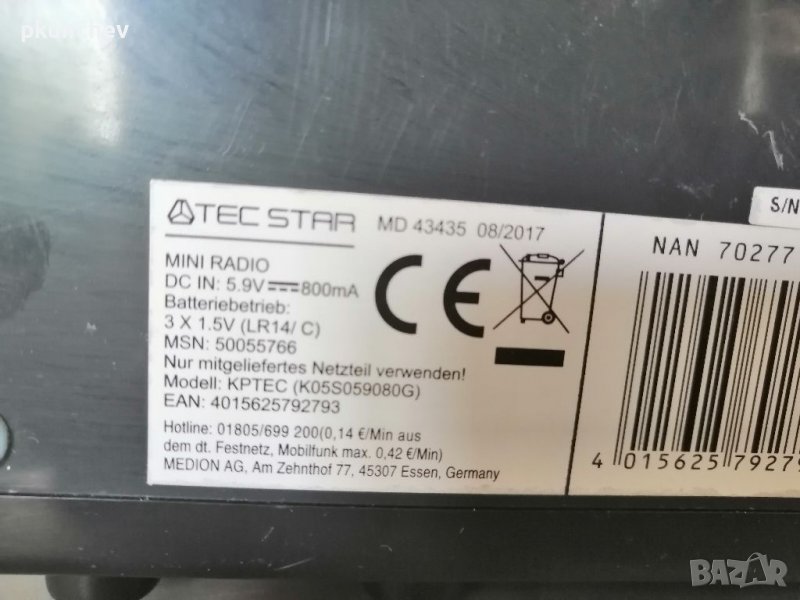 TEC STAR MD 43435 08/2017
MINI RADIO
DC IN: 5.9V 800mA
Batteriebetrieb:
3 X 1.5V (LR14/ C)
MSN: 50055766
Nur mitgeliefertes Netzteil verwenden!
Modell: KPTEC (K05S059080G)
EAN: 4015625792793
Hotline: 01805/699 200(0,14 €/Min aus
dem dt. Festnetz, Mobilfunk max. 0,42 €/Min)
MEDION AG, Am Zehnthof 77, 45307 Essen, Germany
CE
S/N
NAN 70277
4 015625 79279
BAZAR